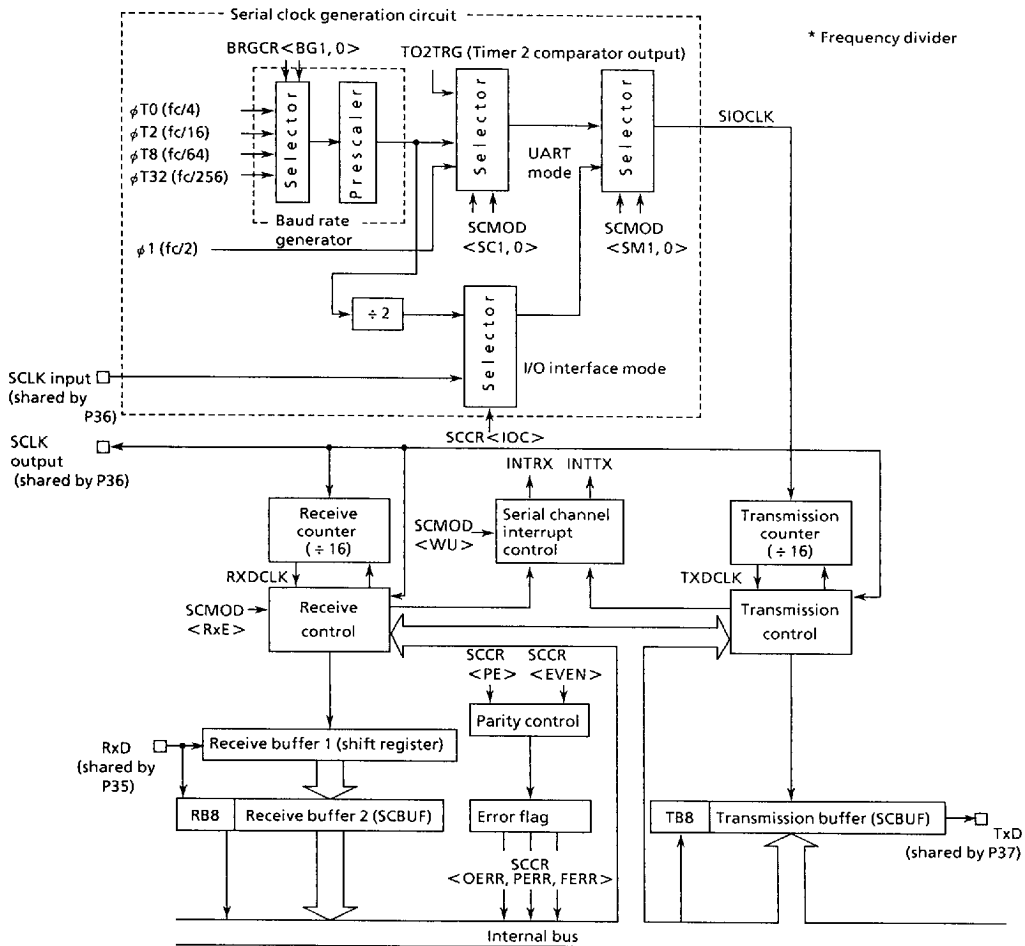 Serial clock generation circuit
* Frequency divider
BRGCR<BG1, 0>
TO2TRG (Timer 2 comparator output)
φT0 (fc/4)
φT2 (fc/16)
φT8 (fc/64)
φT32 (fc/256)
Selector
Prescaler
Selector
Selector
SIOCLK
UART
mode
Baud rate
generator
SCMOD
<SC1, 0>
SCMOD
<SM1, 0>
φ1 (fc/2)
÷ 2
Selector
I/O interface mode
SCLK input
(shared by
P36)
SCCR<IOC>
SCLK
output
(shared by P36)
INTRX
INTTX
Receive
counter
(÷ 16)
SCMOD
<WU>
Serial channel
interrupt
control
Transmission
counter
(÷ 16)
RXDCLK
TXDCLK
SCMOD
<RxE>
Receive
control
Transmission
control
SCCR
<PE>
SCCR
<EVEN>
Parity control
RxD
(shared by
P35)
Receive buffer 1 (shift register)
RB8
Receive buffer 2 (SCBUF)
Error flag
TB8
Transmission buffer (SCBUF)
TxD
(shared by P37)
SCCR
<OERR, PERR, FERR>
Internal bus